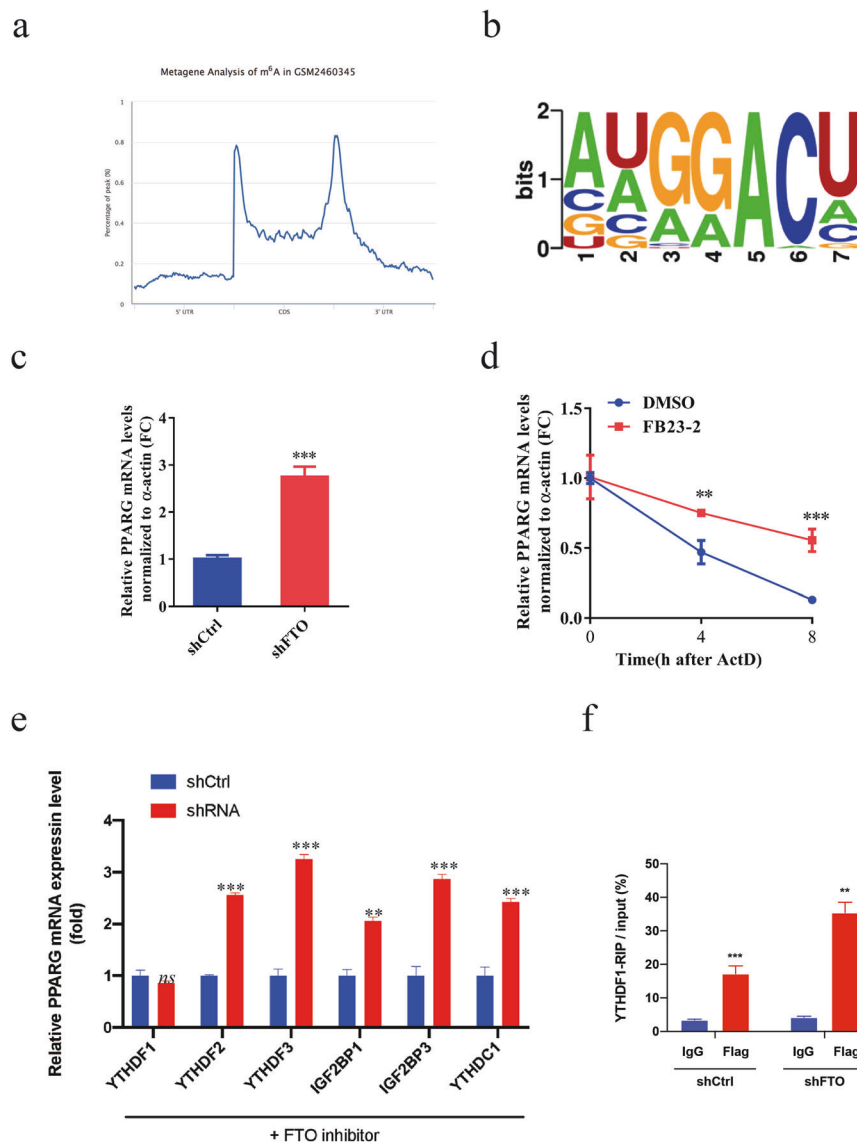 a
Metagene Analysis of m⁶A in GSM2460345
Percentage of peak (%)
1
0.8
0.6
0.4
0.2
0
5' UTR
CDS
3' UTR
b
bits
2
1
0
AUGGACU
CAAAA
GCC
UGG
1 2 3 4 5 6 7
c
Relative PPARG mRNA levels
normalized to α-actin (FC)
4
3
2
1
0
***
shCtrl
shFTO
d
DMSO
FB23-2
Relative PPARG mRNA levels
normalized to α-actin (FC)
1.5
1.0
0.5
0.0
**
***
0 4 8
Time(h after ActD)
e
shCtrl
shRNA
Relative PPARG mRNA expressin level
(fold)
4
3
2
1
0
ns
***
***
**
***
***
YTHDF1
YTHDF2
YTHDF3
IGF2BP1
IGF2BP3
YTHDC1
+ FTO inhibitor
f
YTHDF1-RIP / input (%)
50
40
30
20
10
0
***
**
IgG Flag IgG Flag
shCtrl shFTO